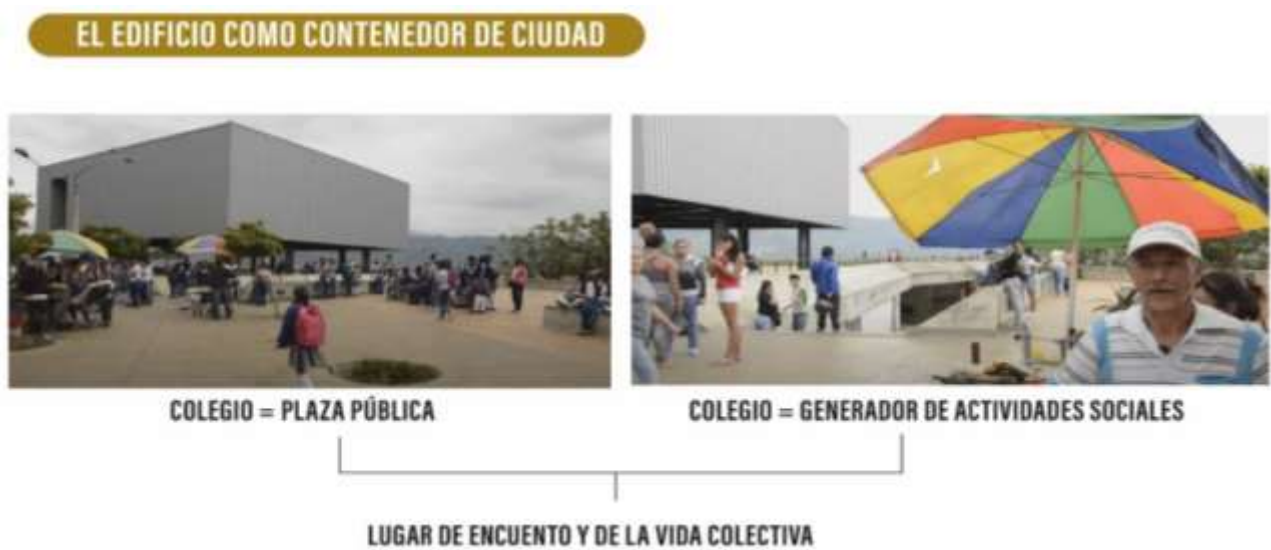 EL EDIFICIO COMO CONTENEDOR DE CIUDAD
COLEGIO = PLAZA PÚBLICA
COLEGIO = GENERADOR DE ACTIVIDADES SOCIALES
LUGAR DE ENCUENTO Y DE LA VIDA COLECTIVA